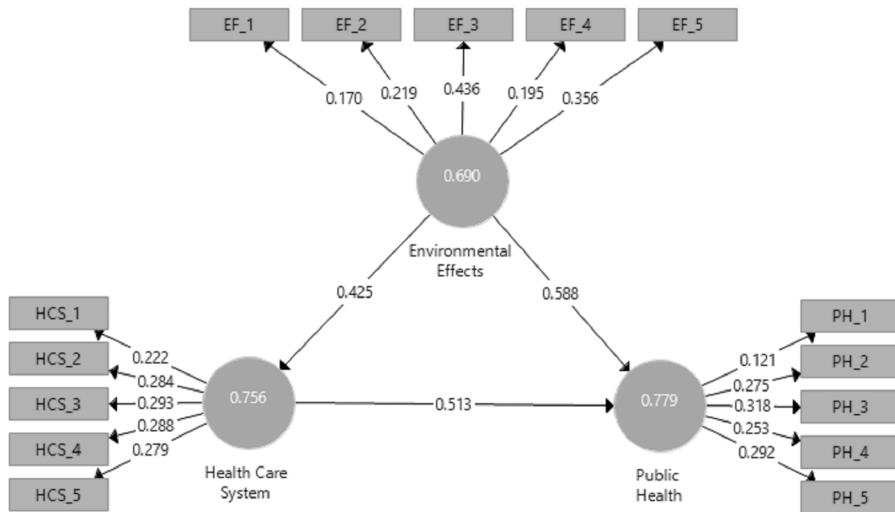 EF_1
EF_2
EF_3
EF_4
EF_5
0.170
0.219
0.436
0.195
0.356
0.690
Environmental
Effects
0.425
0.588
HCS_1
HCS_2
HCS_3
HCS_4
HCS_5
0.222
0.284
0.293
0.288
0.279
0.756
Health Care
System
0.513
0.779
Public
Health
0.121
0.275
0.318
0.253
0.292
PH_1
PH_2
PH_3
PH_4
PH_5